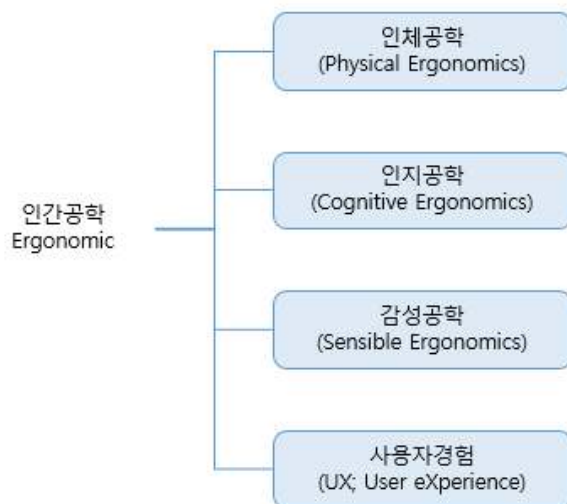 인체공학
(Physical Ergonomics)
인지공학
(Cognitive Ergonomics)
인간공학
Ergonomic
감성공학
(Sensible Ergonomics)
사용자경험
(UX; User eXperience)